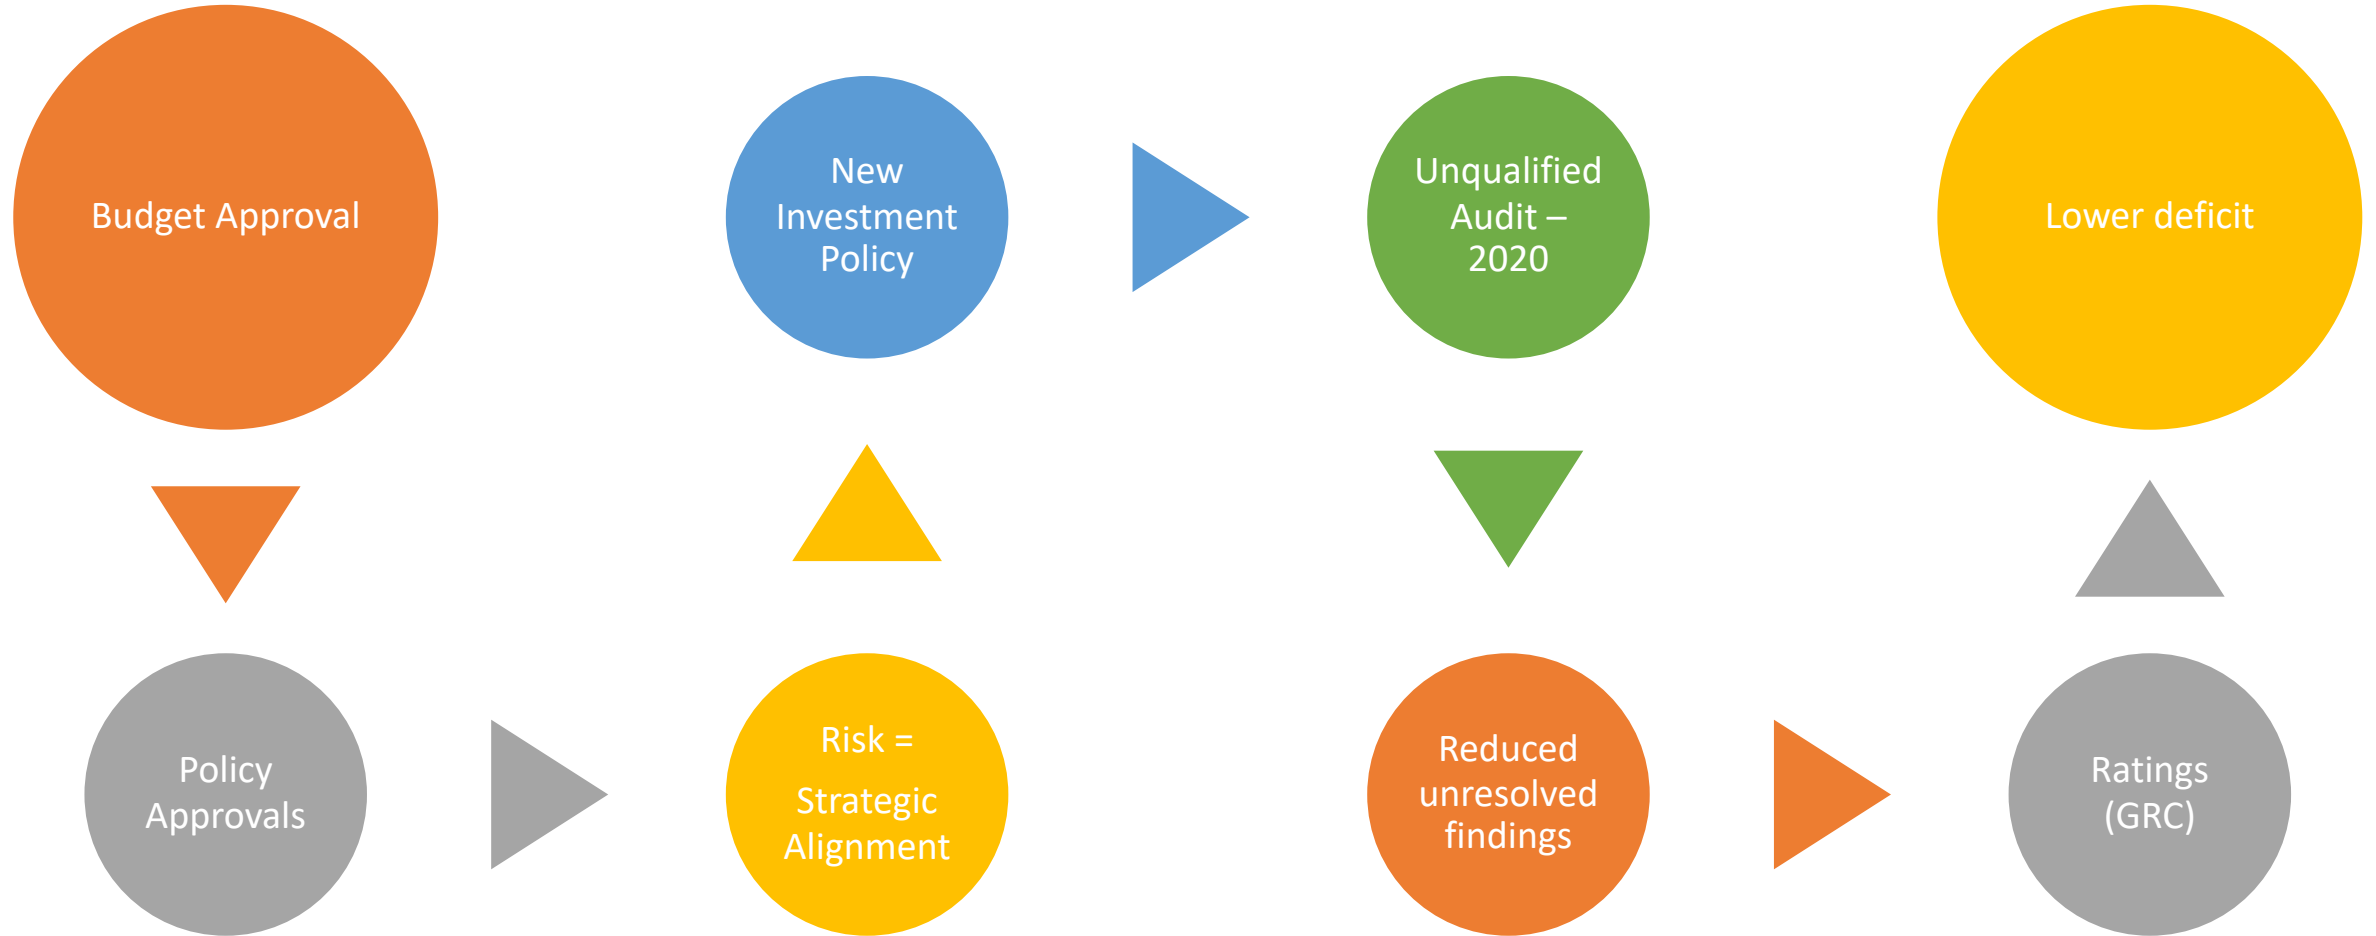 Budget Approval
Policy
Approvals
Risk =
Strategic
Alignment
New
Investment
Policy
Unqualified
Audit –
2020
Reduced
unresolved
findings
Ratings
(GRC)
Lower deficit